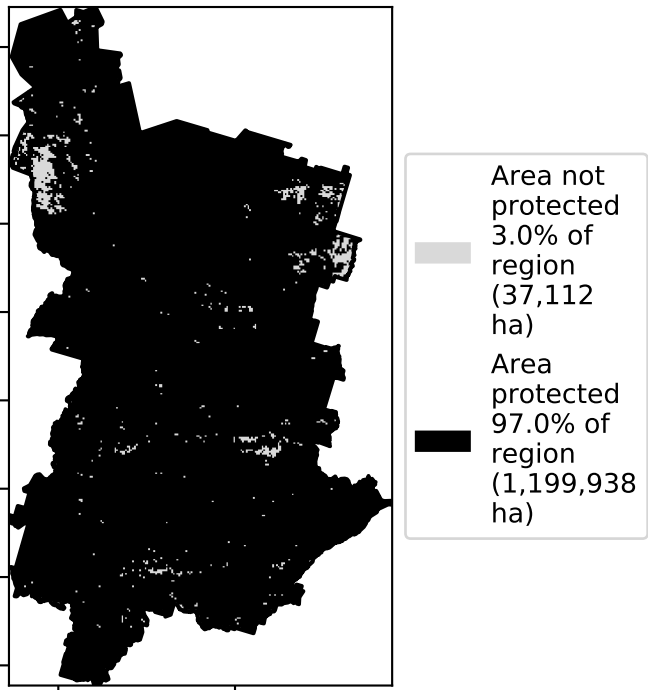 Area not
protected
3.0% of
region
(37,112
ha)
Area
protected
97.0% of
region
(1,199,938
ha)